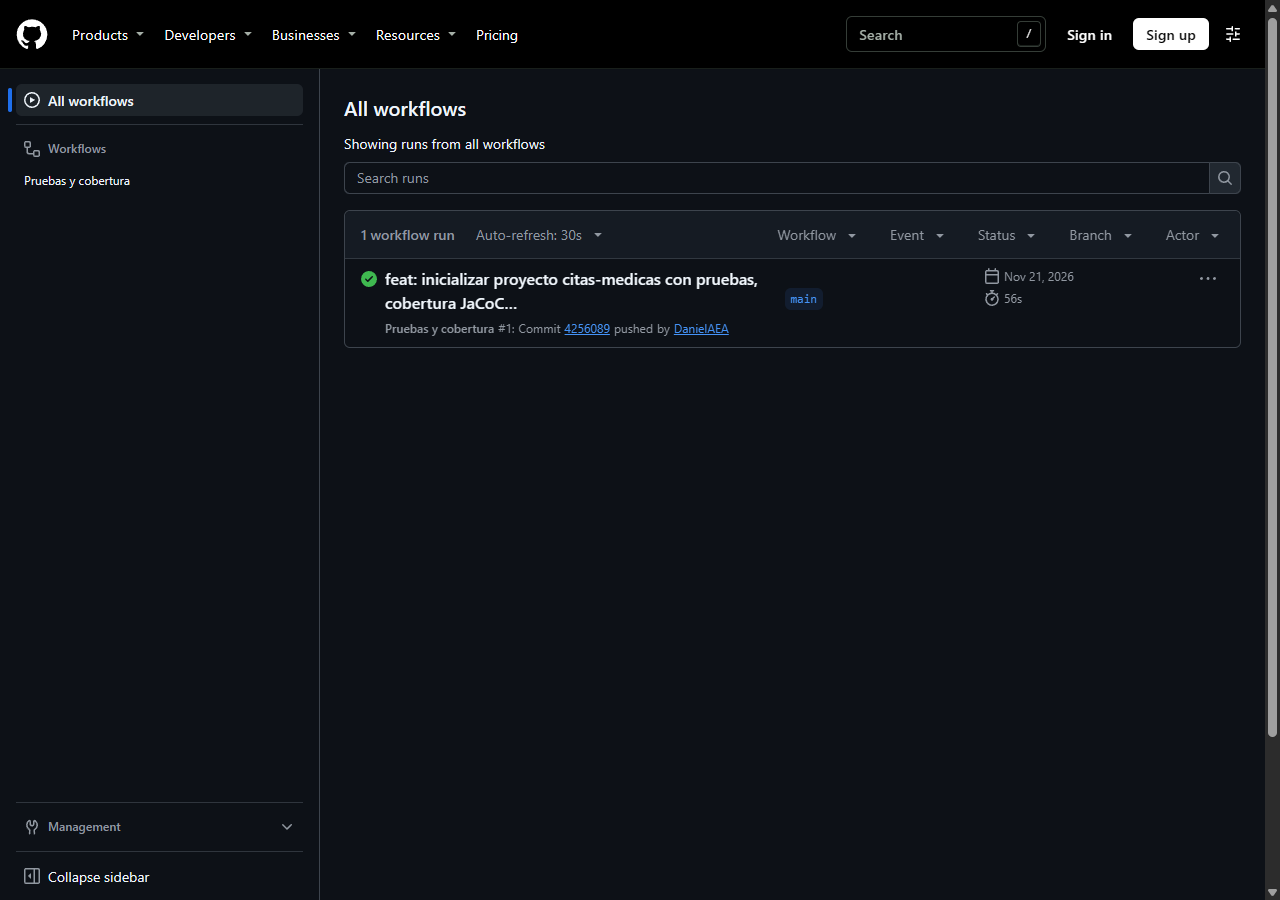 Products Developers Businesses Resources Pricing Search / Sign in Sign up
All workflows
Workflows
Pruebas y cobertura
Management
Collapse sidebar
All workflows
Showing runs from all workflows
Search runs
1 workflow run Auto-refresh: 30s Workflow Event Status Branch Actor
feat: inicializar proyecto citas-medicas con pruebas,
cobertura JaCoC...
Pruebas y cobertura #1: Commit 4256089 pushed by DanielAEA
main
Nov 21, 2026
56s